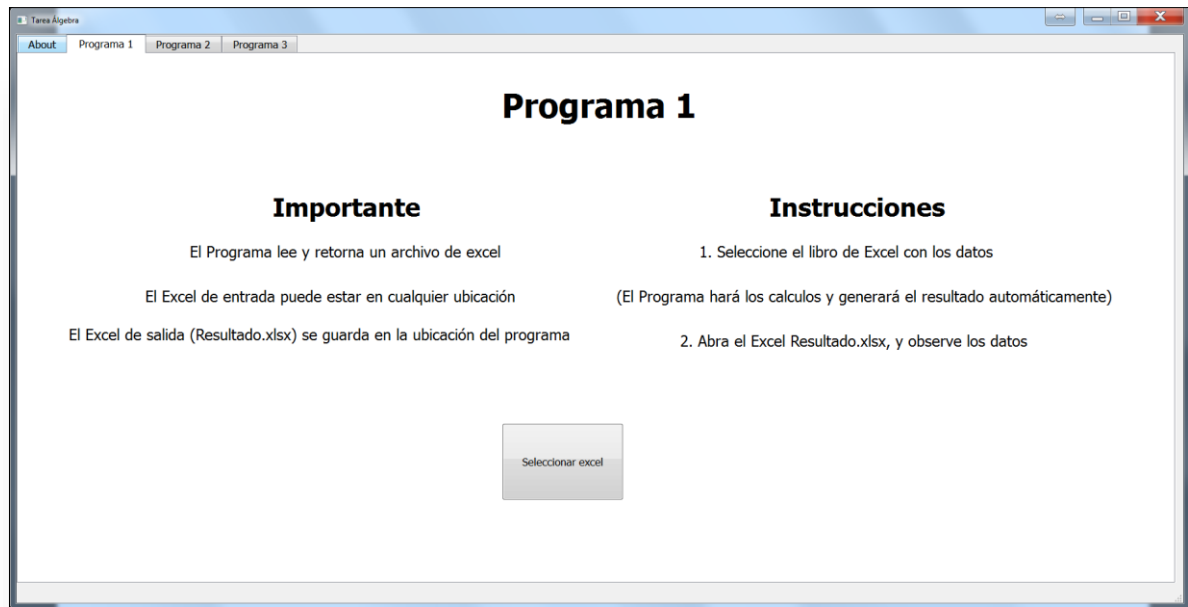 Tarea Álgebra
About
Programa 1
Programa 2
Programa 3
Programa 1
Importante
El Programa lee y retorna un archivo de excel
El Excel de entrada puede estar en cualquier ubicación
El Excel de salida (Resultado.xlsx) se guarda en la ubicación del programa
Instrucciones
1. Seleccione el libro de Excel con los datos
(El Programa hará los calculos y generará el resultado automáticamente)
2. Abra el Excel Resultado.xlsx, y observe los datos
Seleccionar excel